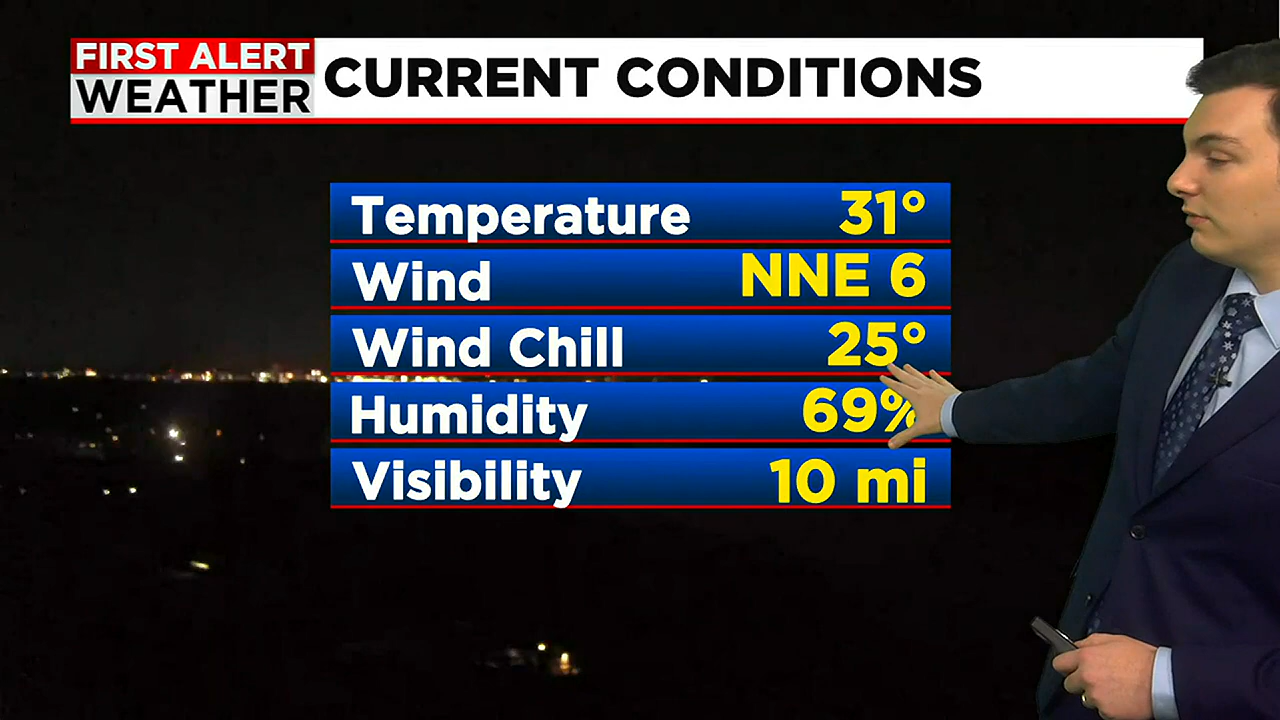 FIRST ALERT
WEATHER
CURRENT CONDITIONS
Temperature 31°
Wind NNE 6
Wind Chill 25°
Humidity 69%
Visibility 10 mi